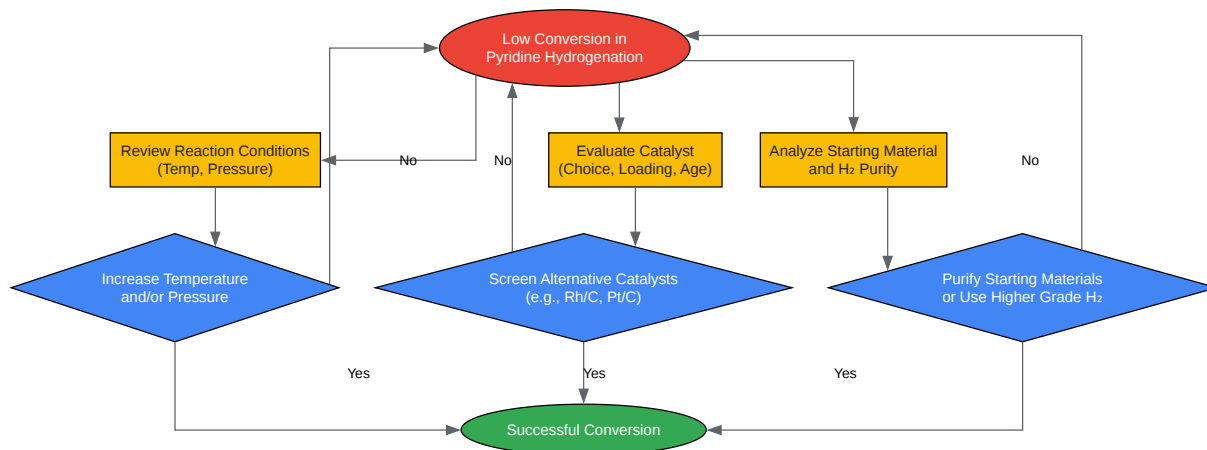 Low Conversion in
Pyridine Hydrogenation
Review Reaction Conditions
(Temp, Pressure)
No
No
Evaluate Catalyst
(Choice, Loading, Age)
Analyze Starting Material
and H₂ Purity
No
Increase Temperature
and/or Pressure
Screen Alternative Catalysts
(e.g., Rh/C, Pt/C)
Purify Starting Materials
or Use Higher Grade H₂
Yes
Yes
Yes
Successful Conversion